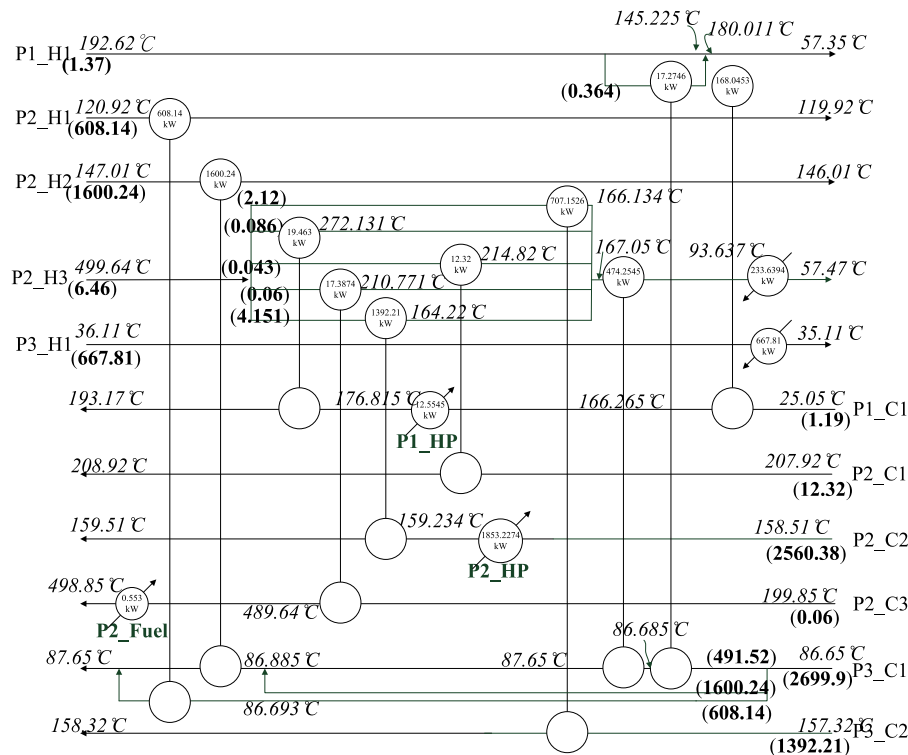 145.225℃
180.011℃
P1_H1 192.62℃ 57.35℃
(1.37)
(0.364)
17.2746 kW
168.0453 kW
P2_H1 120.92℃ 608.14 kW 119.92℃
(608.14)
P2_H2 147.01℃ 1600.24 kW 146.01℃
(1600.24)
(2.12) 707.1526 kW 166.134℃
(0.086) 19.463 kW 272.131℃
(0.043) 12.32 kW 214.82℃ 167.05℃ 93.637℃
P2_H3 499.64℃ 474.2545 kW 233.6394 kW 57.47℃
(6.46)
(0.06) 17.3874 kW 210.771℃
(4.151) 1392.21 kW 164.22℃
P3_H1 36.11℃ 667.81 kW 35.11℃
(667.81)
193.17℃ 176.815℃ 12.5545 kW 166.265℃ 25.05℃ P1_C1
(1.19)
P1_HP
208.92℃ 207.92℃ P2_C1
(12.32)
159.51℃ 159.234℃ 1853.2274 kW 158.51℃ P2_C2
(2560.38)
P2_HP
498.85℃ 0.553 kW 489.64℃ 199.85℃ P2_C3
(0.06)
P2_Fuel
86.685℃
87.65℃ 86.885℃ 87.65℃ (491.52) 86.65℃ P3_C1
(2699.9)
(1600.24)
86.693℃ (608.14)
158.32℃ 157.32℃ P3_C2
(1392.21)